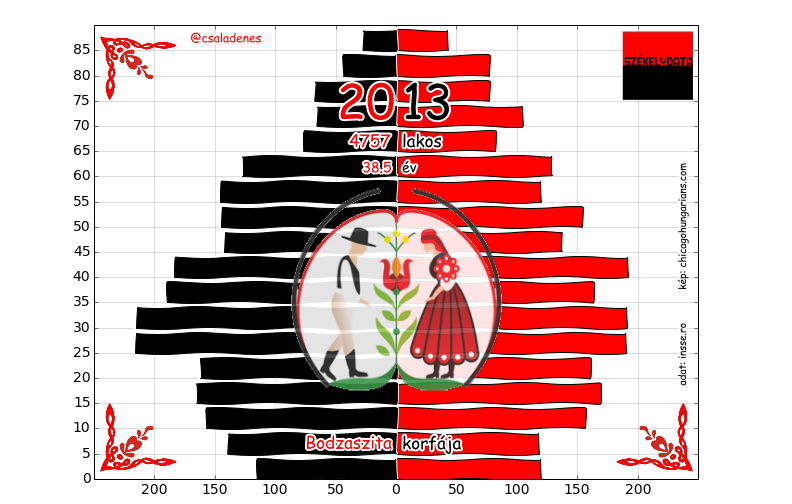 @csaladenes
SZÉKELYDATA
2013
4757 lakos
38.5 év
kép: chicagohungarians.com
adat: insse.ro
Bodzaszita korfája
85
80
75
70
65
60
55
50
45
40
35
30
25
20
15
10
5
0
200 150 100 50 0 50 100 150 200